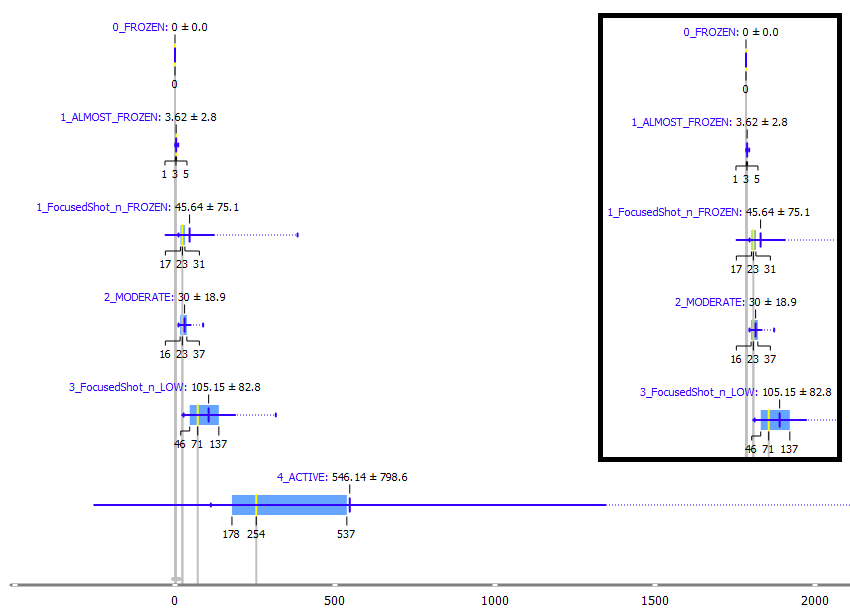 0_FROZEN: 0 ± 0.0
0
1_ALMOST_FROZEN: 3.62 ± 2.8
1 3 5
1_FocusedShot_n_FROZEN: 45.64 ± 75.1
17 23 31
2_MODERATE: 30 ± 18.9
16 23 37
3_FocusedShot_n_LOW: 105.15 ± 82.8
46 71 137
4_ACTIVE: 546.14 ± 798.6
178 254 537
0 500 1000 1500 2000
0_FROZEN: 0 ± 0.0
0
1_ALMOST_FROZEN: 3.62 ± 2.8
1 3 5
1_FocusedShot_n_FROZEN: 45.64 ± 75.1
17 23 31
2_MODERATE: 30 ± 18.9
16 23 37
3_FocusedShot_n_LOW: 105.15 ± 82.8
46 71 137